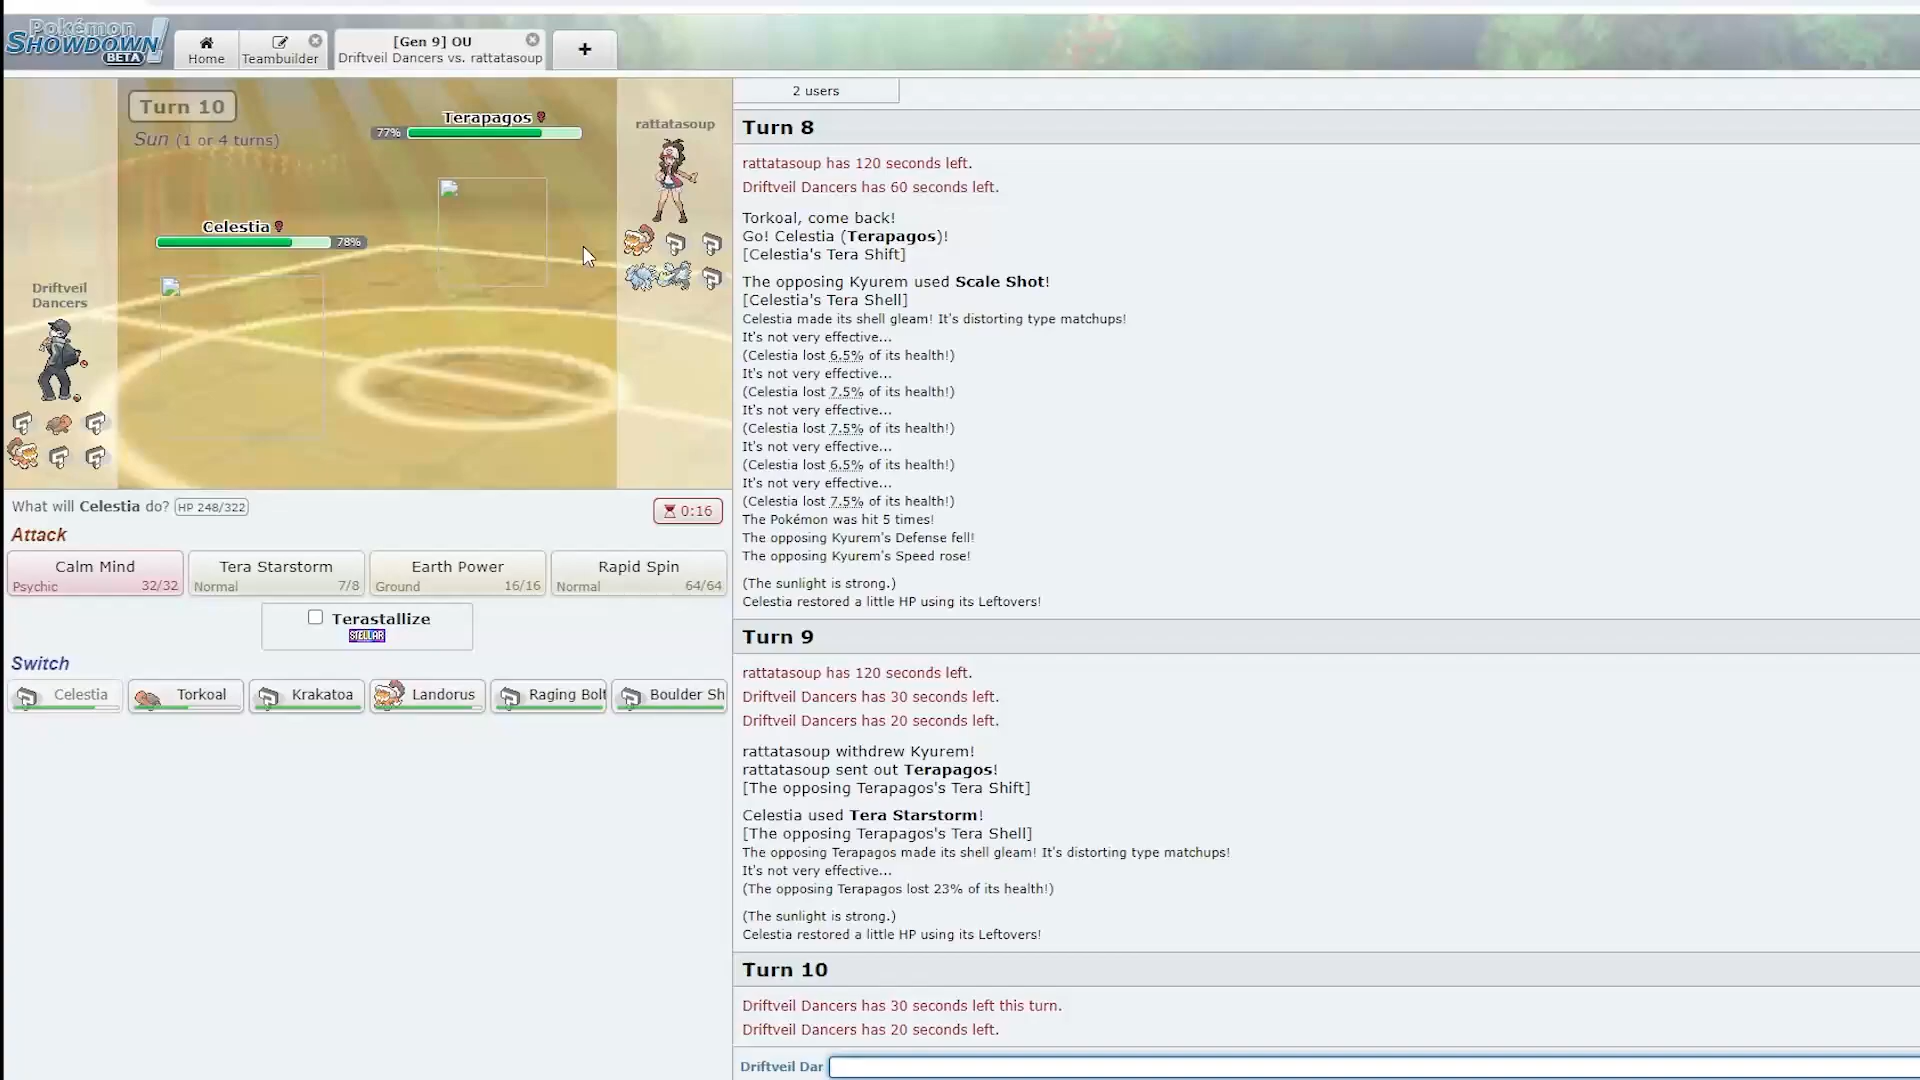 Pokémon
SHOWDOWN!
BETA
Home
Teambuilder
[Gen 9] OU
Driftveil Dancers vs. rattatasoup
+
Turn 10
Sun (1 or 4 turns)
Terapagos
77%
rattatasoup
Celestia
78%
Driftveil
Dancers
What will Celestia do? HP 248/322
0:16
Attack
Calm Mind
Psychic 32/32
Tera Starstorm
Normal 7/8
Earth Power
Ground 16/16
Rapid Spin
Normal 64/64
Terastallize
STELLAR
Switch
Celestia
Torkoal
Krakatoa
Landorus
Raging Bolt
Boulder Sh
2 users
Turn 8
rattatasoup has 120 seconds left.
Driftveil Dancers has 60 seconds left.
Torkoal, come back!
Go! Celestia (Terapagos)!
[Celestia's Tera Shift]
The opposing Kyurem used Scale Shot!
[Celestia's Tera Shell]
Celestia made its shell gleam! It's distorting type matchups!
It's not very effective...
(Celestia lost 6.5% of its health!)
It's not very effective...
(Celestia lost 7.5% of its health!)
It's not very effective...
(Celestia lost 7.5% of its health!)
It's not very effective...
(Celestia lost 6.5% of its health!)
It's not very effective...
(Celestia lost 7.5% of its health!)
The Pokémon was hit 5 times!
The opposing Kyurem's Defense fell!
The opposing Kyurem's Speed rose!
(The sunlight is strong.)
Celestia restored a little HP using its Leftovers!
Turn 9
rattatasoup has 120 seconds left.
Driftveil Dancers has 30 seconds left.
Driftveil Dancers has 20 seconds left.
rattatasoup withdrew Kyurem!
rattatasoup sent out Terapagos!
[The opposing Terapagos's Tera Shift]
Celestia used Tera Starstorm!
[The opposing Terapagos's Tera Shell]
The opposing Terapagos made its shell gleam! It's distorting type matchups!
It's not very effective...
(The opposing Terapagos lost 23% of its health!)
(The sunlight is strong.)
Celestia restored a little HP using its Leftovers!
Turn 10
Driftveil Dancers has 30 seconds left this turn.
Driftveil Dancers has 20 seconds left.
Driftveil Dar